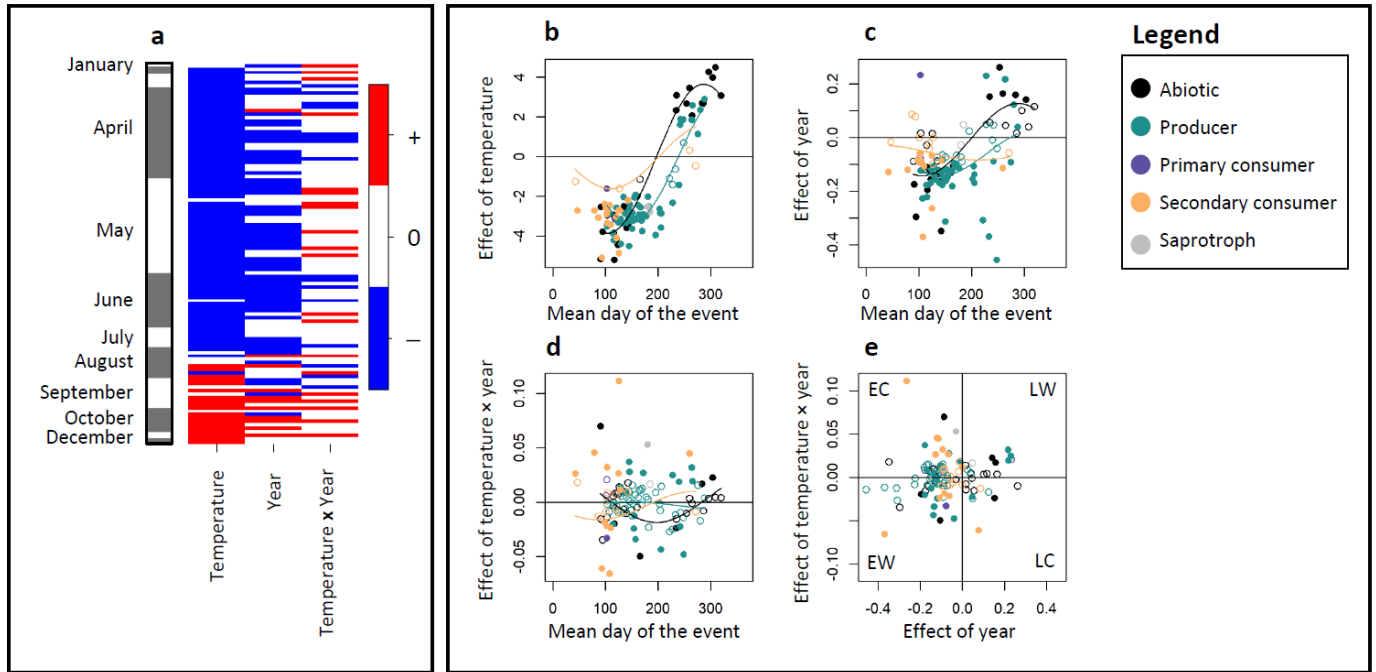 a
January
April
May
June
July
August
September
October
December
+
0
–
Temperature
Year
Temperature x Year
b
Effect of temperature
4
2
0
-2
-4
0 100 200 300
Mean day of the event
c
Effect of year
0.2
0.0
-0.2
-0.4
0 100 200 300
Mean day of the event
Legend
Abiotic
Producer
Primary consumer
Secondary consumer
Saprotroph
d
Effect of temperature × year
0.10
0.05
0.00
-0.05
0 100 200 300
Mean day of the event
e
Effect of temperature × year
0.10
0.05
0.00
-0.10
EC LW
EW LC
-0.4 -0.2 0.0 0.2 0.4
Effect of year